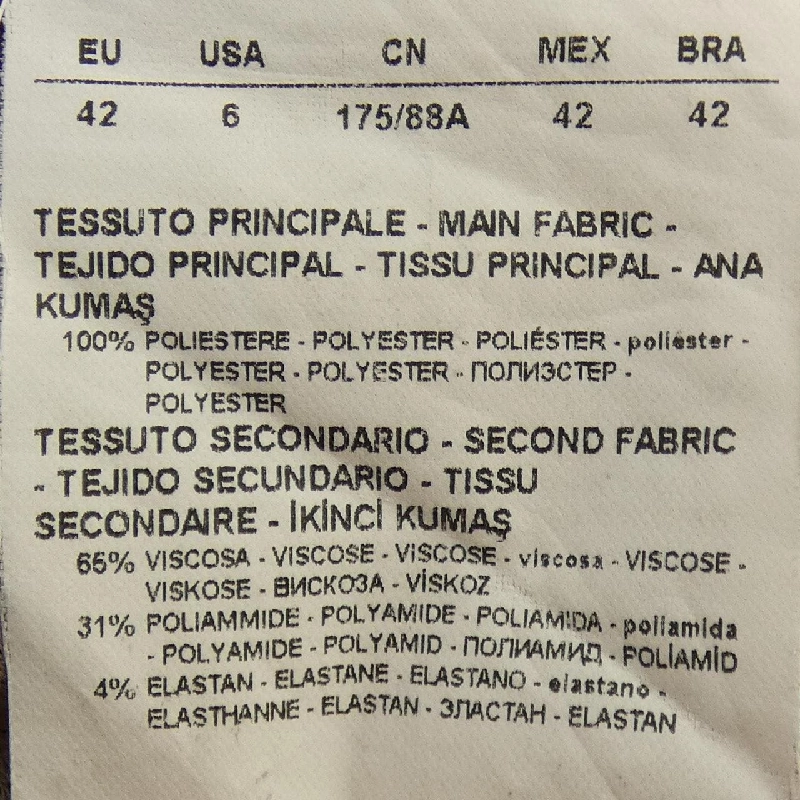 EU USA CN MEX BRA
42 6 175/88A 42 42
TESSUTO PRINCIPALE - MAIN FABRIC -
TEJIDO PRINCIPAL - TISSU PRINCIPAL - ANA
KUMAŞ
100% POLIESTERE - POLYESTER - POLIÉSTER - poliéster -
POLYESTER - POLYESTER - ПОЛИЭСТЕР -
POLYESTER
TESSUTO SECONDARIO - SECOND FABRIC
- TEJIDO SECUNDARIO - TISSU
SECONDAIRE - İKİNCİ KUMAŞ
65% VISCOSA - VISCOSE - VISCOSE - viscosa - VISCOSE -
VISKOSE - ВИСКОЗА - VİSKOZ
31% POLIAMMIDE - POLYAMIDE - POLIAMIDA - poliamida
- POLYAMIDE - POLYAMID - ПОЛИАМИД - POLİAMİD
4% ELASTAN - ELASTANE - ELASTANO - elastano -
ELASTHANNE - ELASTAN - ЭЛАСТАН - ELASTAN